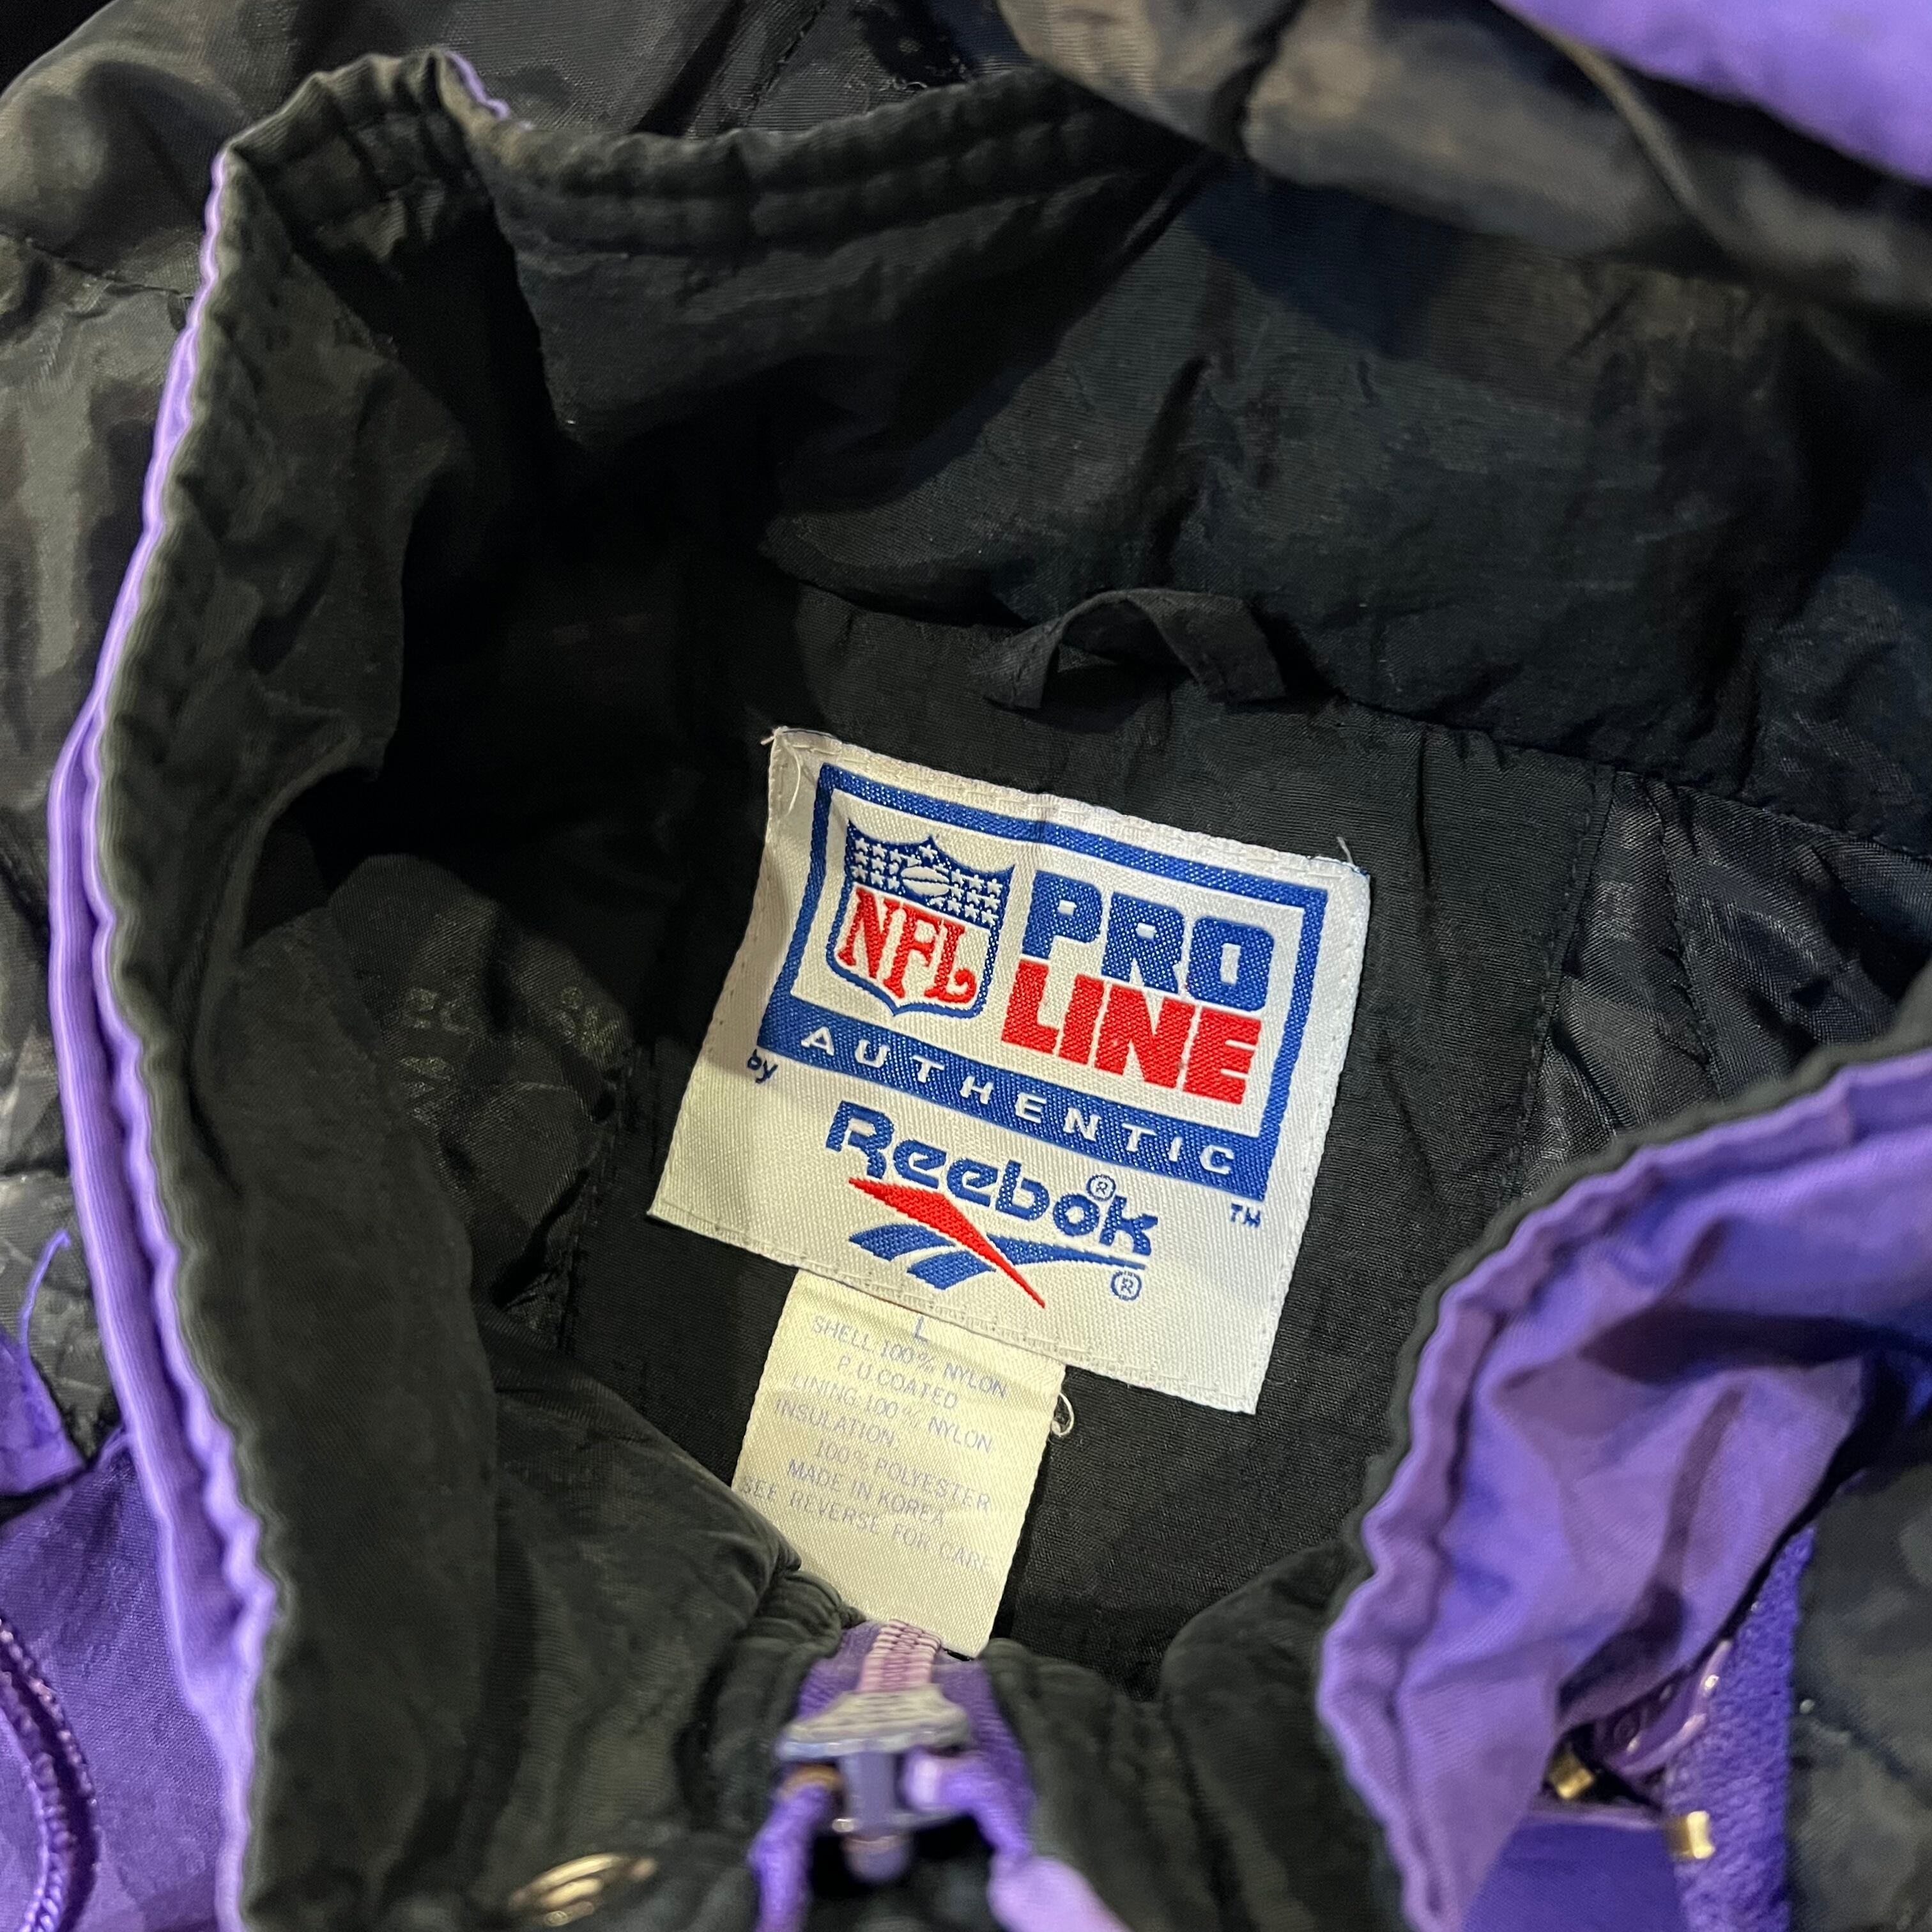 NFL PRO
LINE
AUTHENTIC
by
Reebok® ™
®
L
SHELL 100% NYLON
P U COATED
LINING 100% NYLON
INSULATION.
100% POLYESTER
MADE IN KOREA
SEE REVERSE FOR CARE